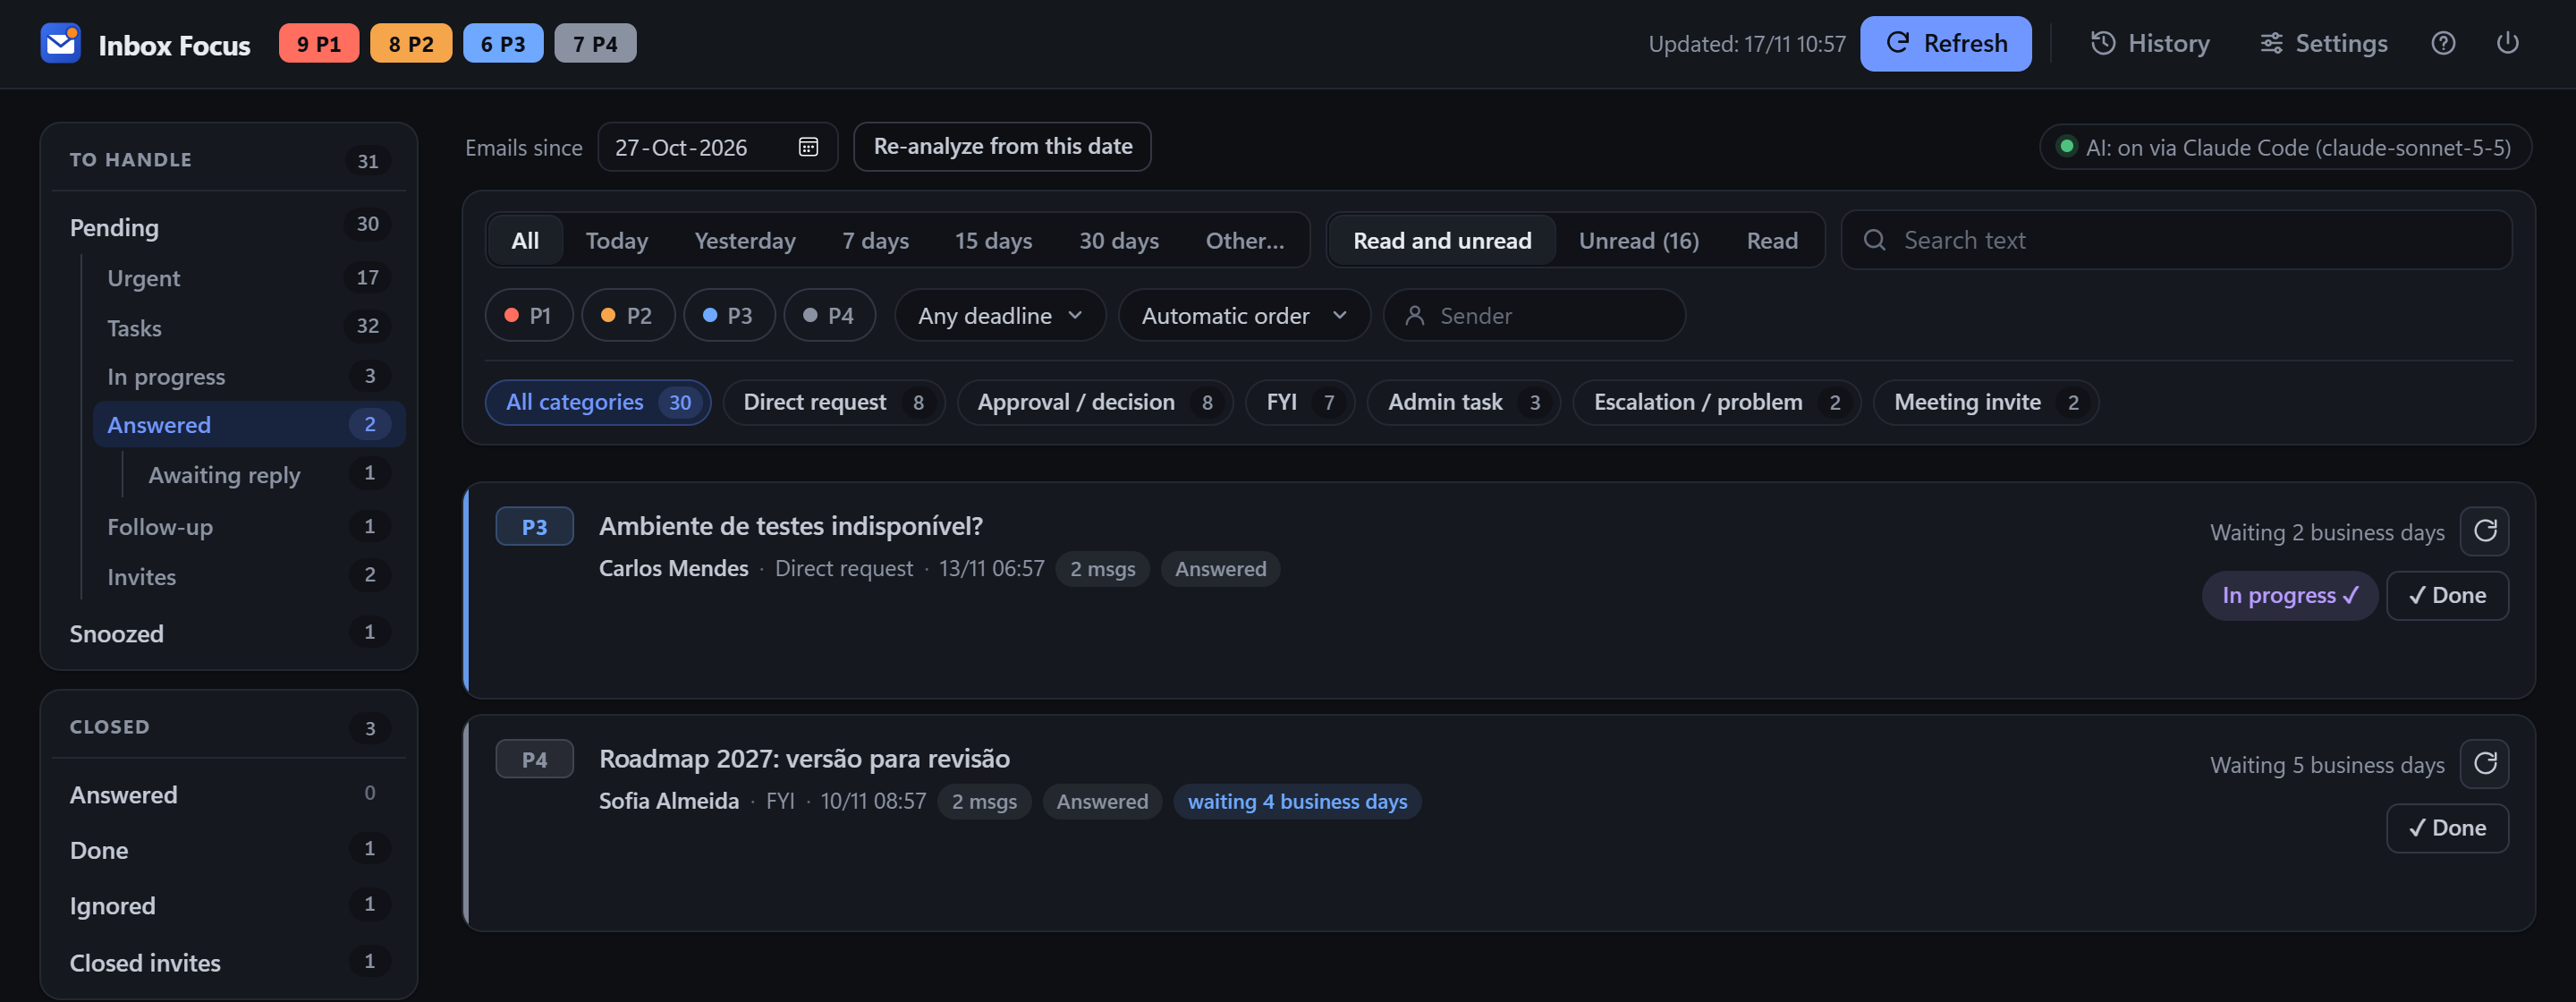 Inbox Focus 9 P1 8 P2 6 P3 7 P4 Updated: 17/11 10:57 Refresh History Settings
TO HANDLE 31
Pending 30
Urgent 17
Tasks 32
In progress 3
Answered 2
Awaiting reply 1
Follow-up 1
Invites 2
Snoozed 1
CLOSED 3
Answered 0
Done 1
Ignored 1
Closed invites 1
Emails since 27-Oct-2026 Re-analyze from this date AI: on via Claude Code (claude-sonnet-5-5)
All Today Yesterday 7 days 15 days 30 days Other... Read and unread Unread (16) Read Search text
P1 P2 P3 P4 Any deadline Automatic order Sender
All categories 30 Direct request 8 Approval / decision 8 FYI 7 Admin task 3 Escalation / problem 2 Meeting invite 2
P3 Ambiente de testes indisponível? Waiting 2 business days
Carlos Mendes · Direct request · 13/11 06:57 2 msgs Answered
In progress ✓ ✓ Done
P4 Roadmap 2027: versão para revisão Waiting 5 business days
Sofia Almeida · FYI · 10/11 08:57 2 msgs Answered waiting 4 business days
✓ Done